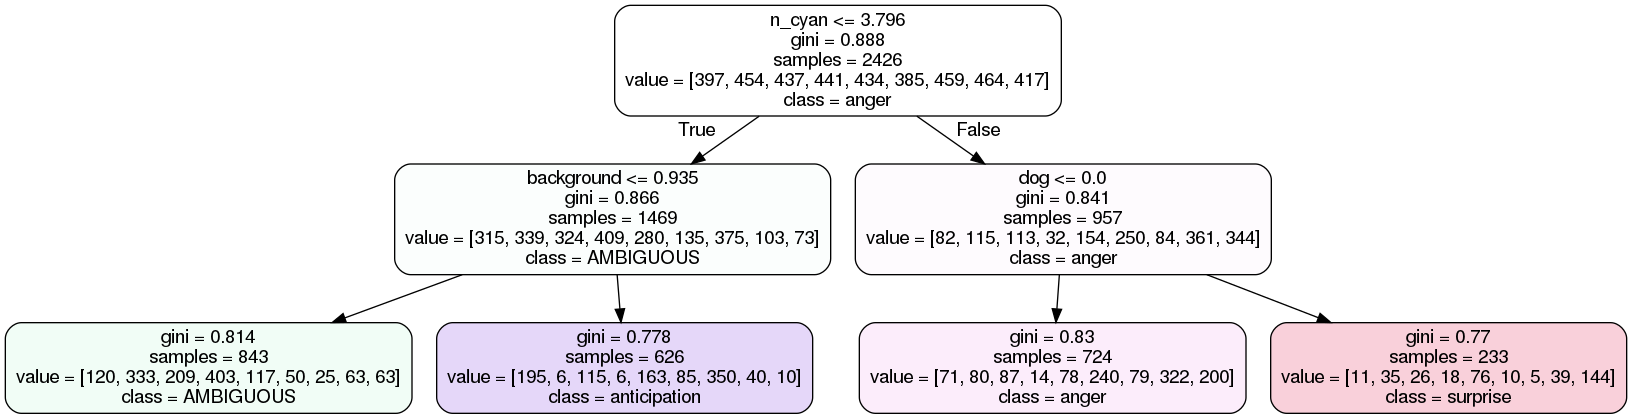 n_cyan <= 3.796
gini = 0.888
samples = 2426
value = [397, 454, 437, 441, 434, 385, 459, 464, 417]
class = anger
True
False
background <= 0.935
gini = 0.866
samples = 1469
value = [315, 339, 324, 409, 280, 135, 375, 103, 73]
class = AMBIGUOUS
dog <= 0.0
gini = 0.841
samples = 957
value = [82, 115, 113, 32, 154, 250, 84, 361, 344]
class = anger
gini = 0.814
samples = 843
value = [120, 333, 209, 403, 117, 50, 25, 63, 63]
class = AMBIGUOUS
gini = 0.778
samples = 626
value = [195, 6, 115, 6, 163, 85, 350, 40, 10]
class = anticipation
gini = 0.83
samples = 724
value = [71, 80, 87, 14, 78, 240, 79, 322, 200]
class = anger
gini = 0.77
samples = 233
value = [11, 35, 26, 18, 76, 10, 5, 39, 144]
class = surprise